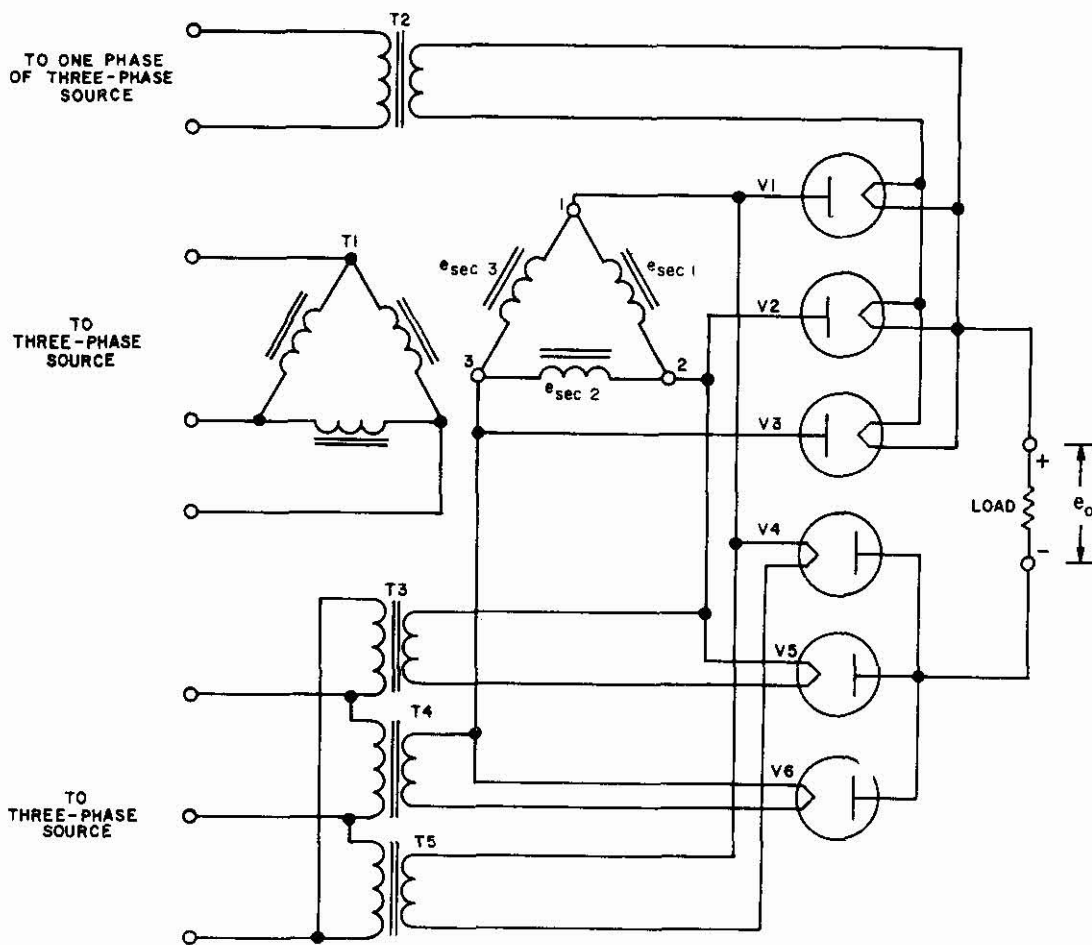 T2
TO ONE PHASE
OF THREE-PHASE
SOURCE
V1
1
T1
e sec 3
e sec 1
V2
TO
THREE-PHASE
SOURCE
3
2
e sec 2
V3
+
LOAD
e o
-
V4
T3
V5
T4
V6
TO
THREE-PHASE
SOURCE
T5